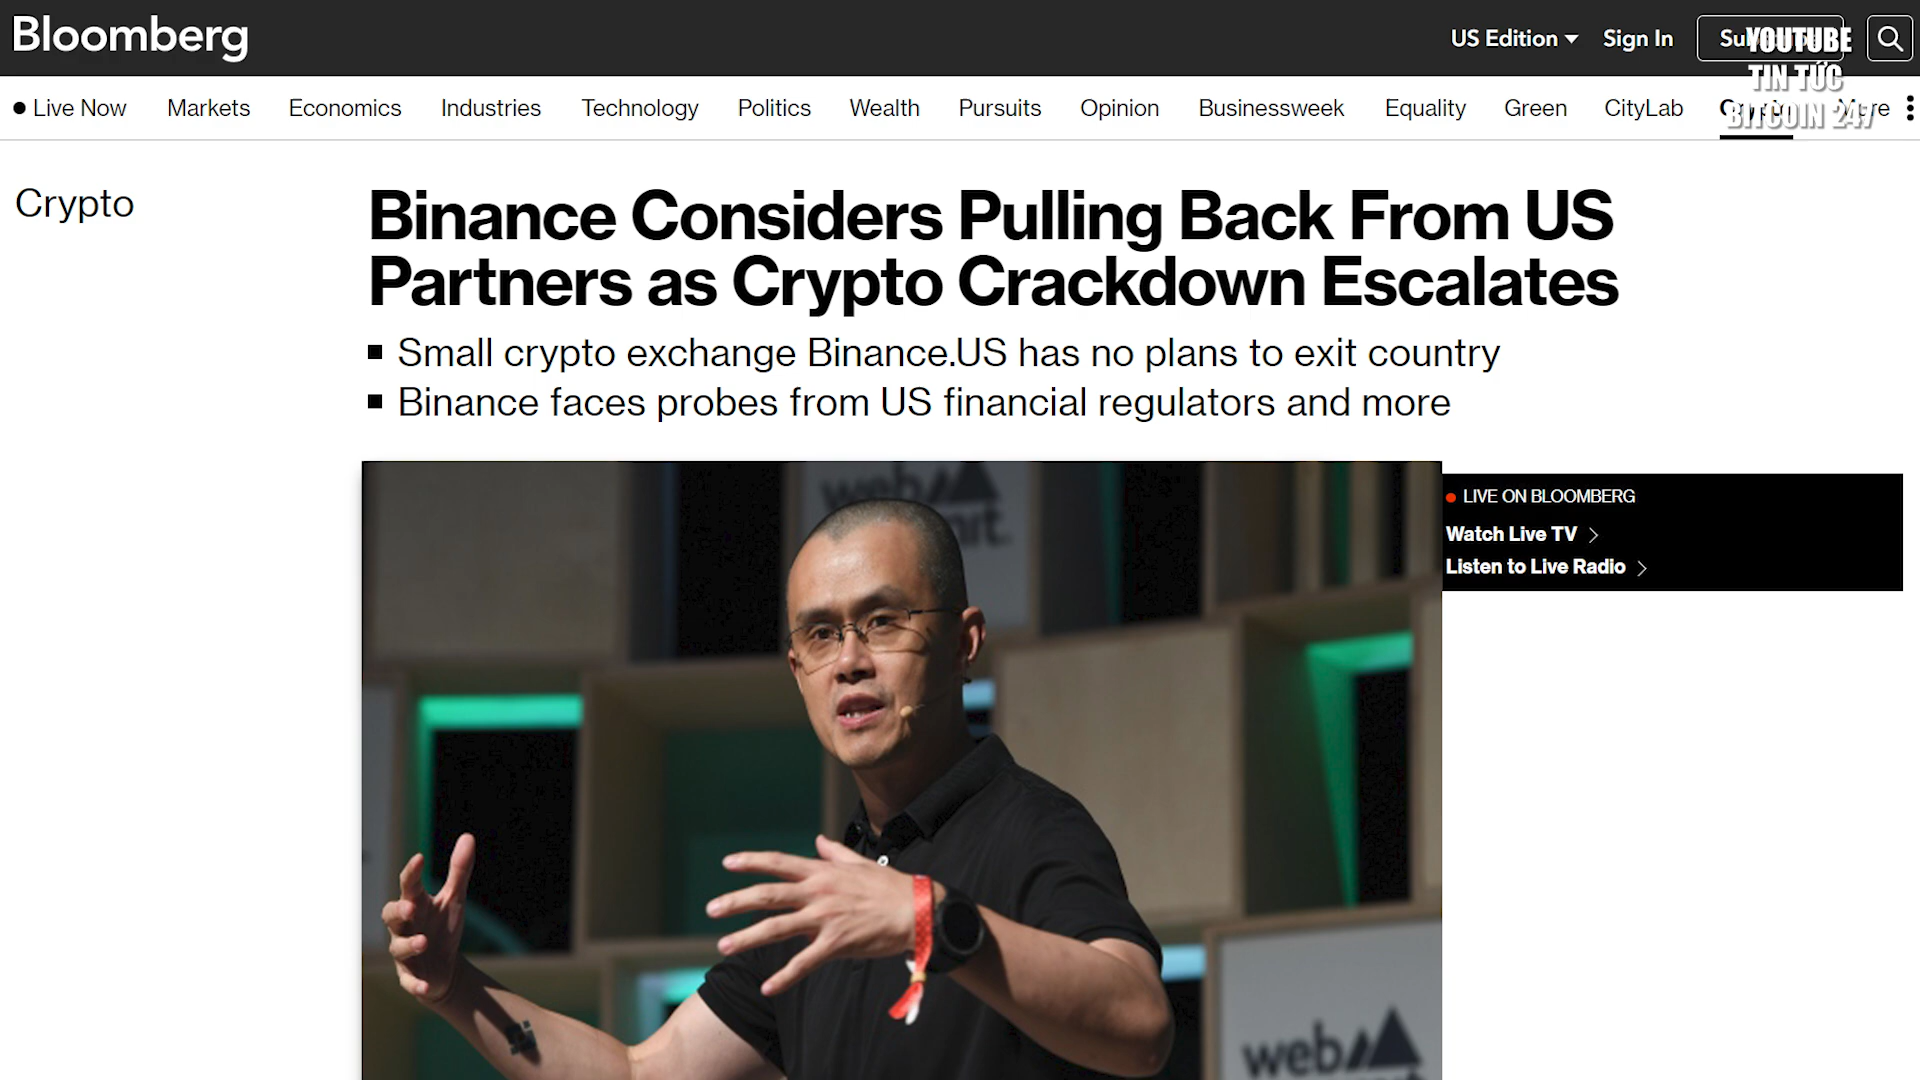 Bloomberg
US Edition
Sign In
YOUTUBE
TIN TỨC
BITCOIN 247
Live Now
Markets
Economics
Industries
Technology
Politics
Wealth
Pursuits
Opinion
Businessweek
Equality
Green
CityLab
Crypto
Binance Considers Pulling Back From US
Partners as Crypto Crackdown Escalates
Small crypto exchange Binance.US has no plans to exit country
Binance faces probes from US financial regulators and more
web
LIVE ON BLOOMBERG
Watch Live TV
Listen to Live Radio
web